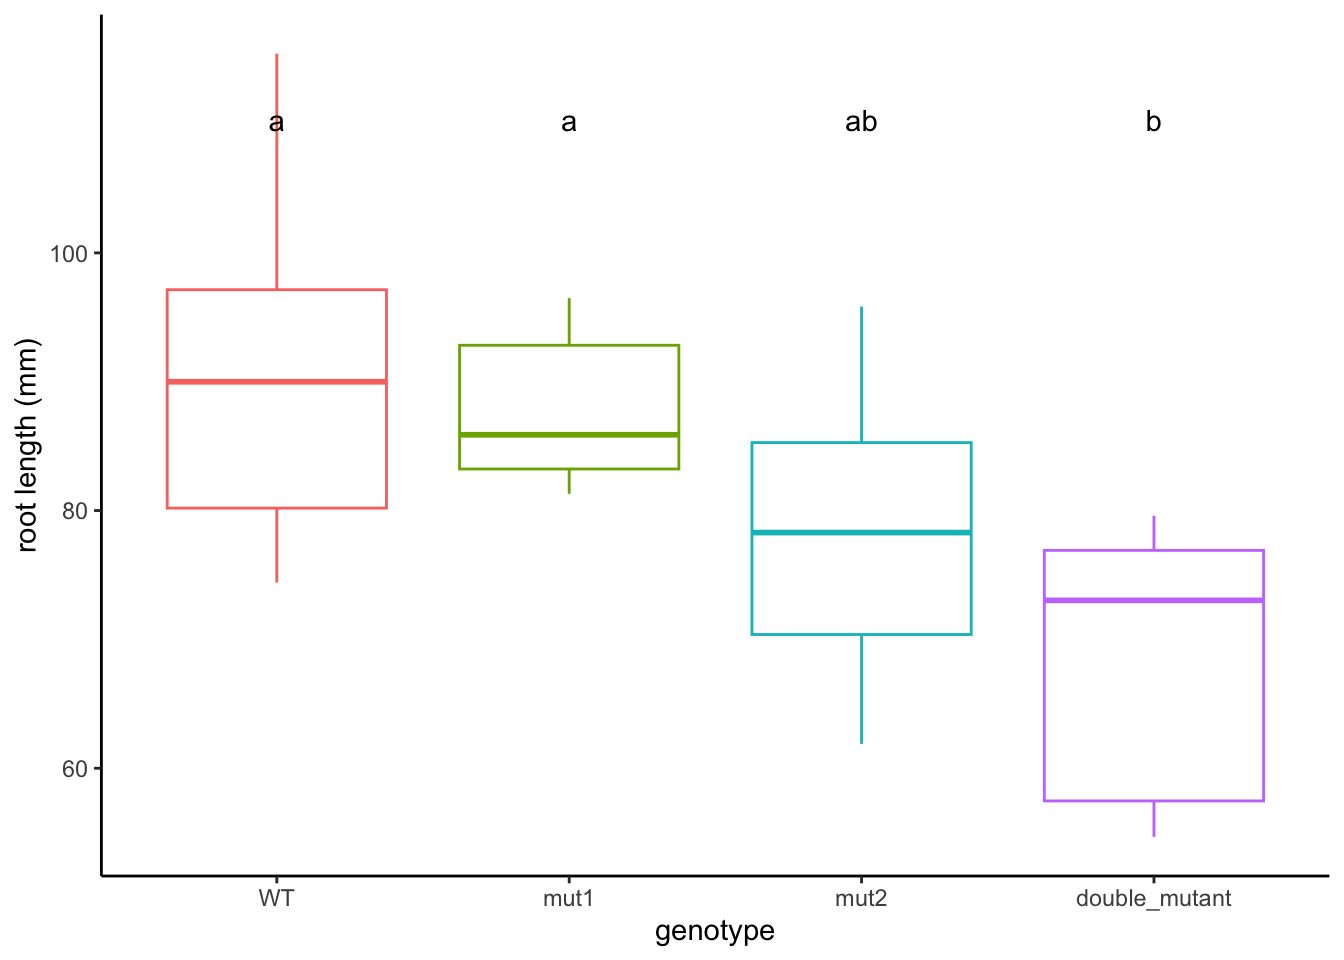 a a ab b
100
80
60
root length (mm)
WT mut1 mut2 double_mutant
genotype